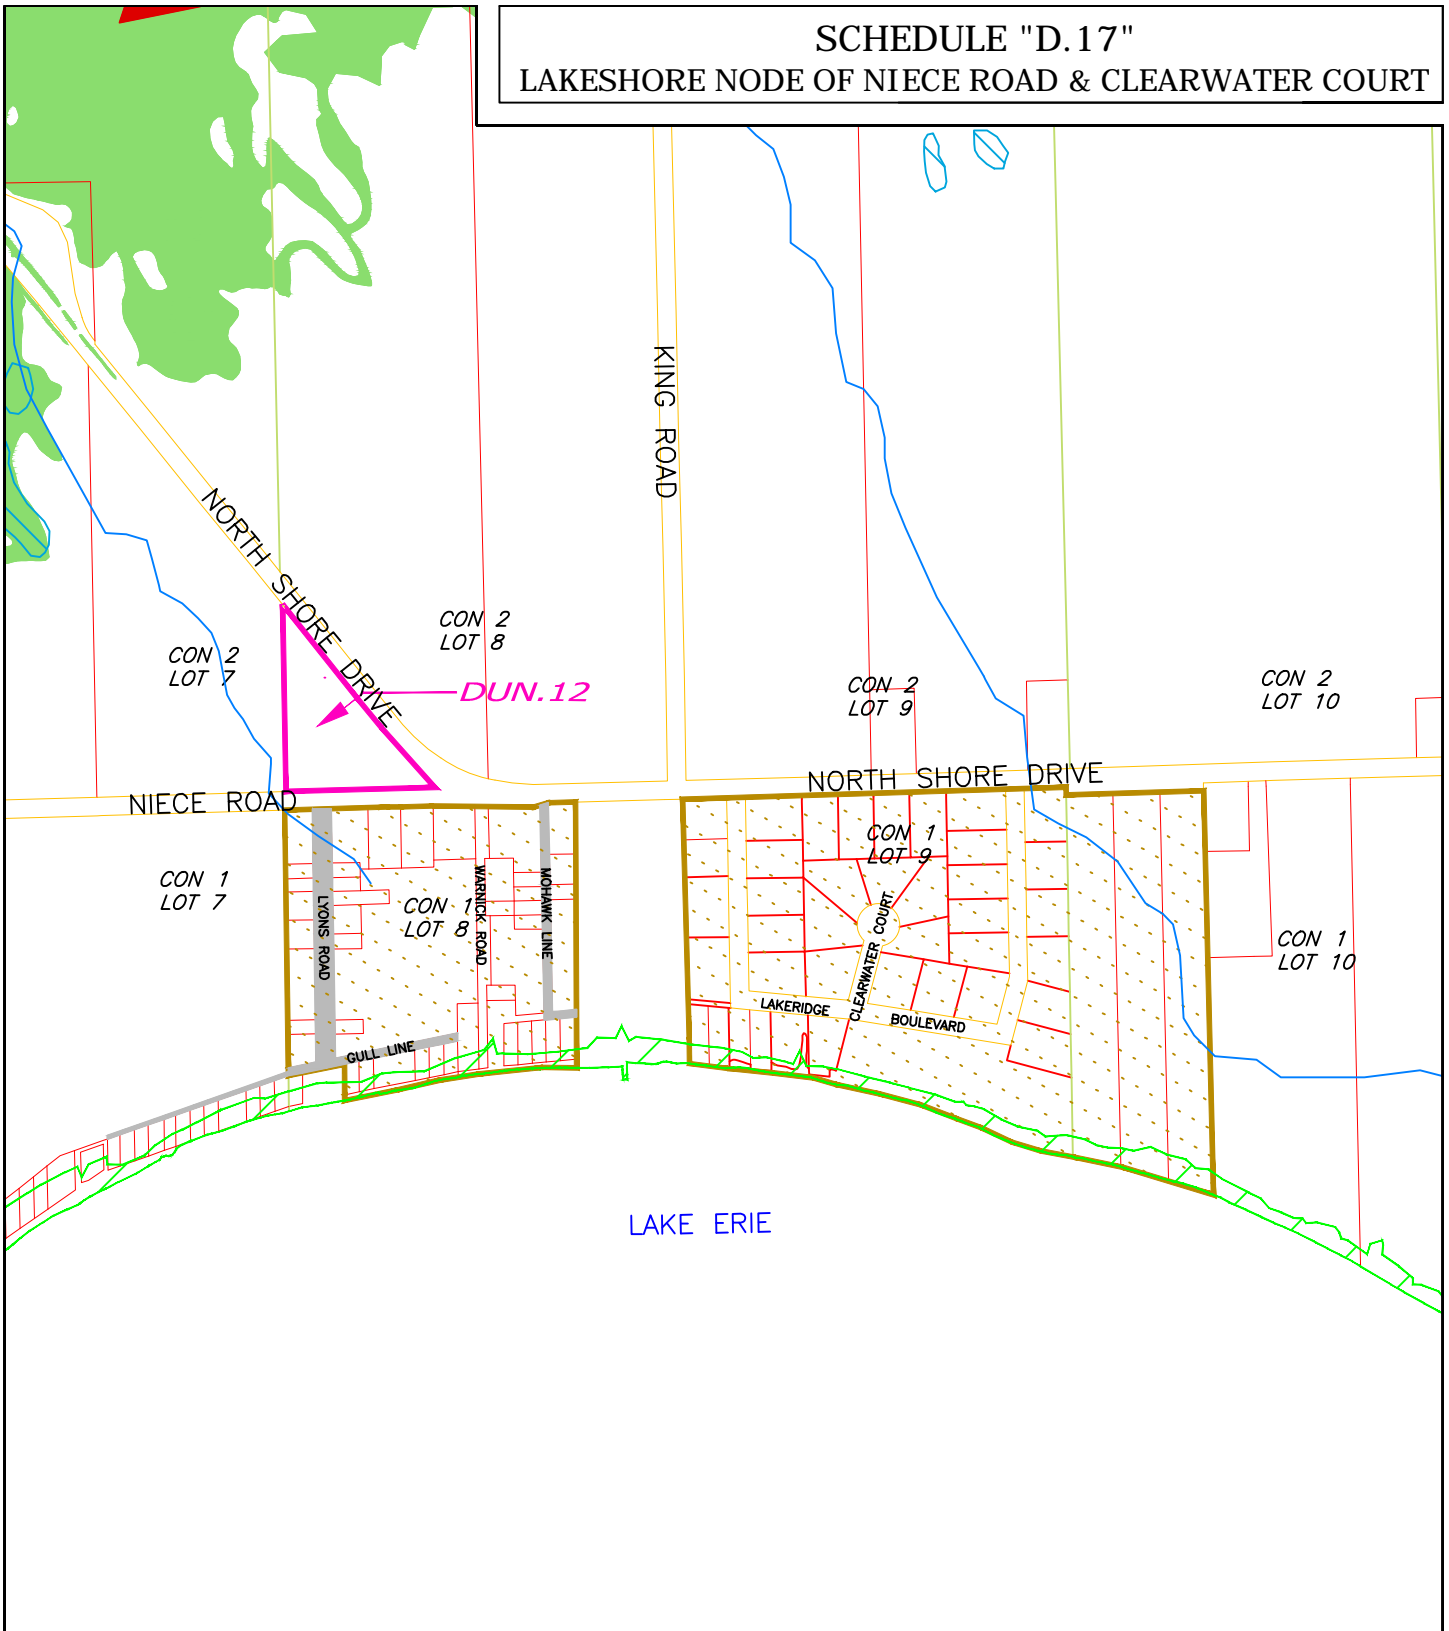 SCHEDULE "D.17"
LAKESHORE NODE OF NIECE ROAD & CLEARWATER COURT
KING ROAD
NORTH SHORE DRIVE
CON 2
LOT 8
CON 2
LOT 7
DUN.12
CON 2
LOT 9
CON 2
LOT 10
NORTH SHORE DRIVE
NIECE ROAD
CON 1
LOT 9
CON 1
LOT 7
LYONS ROAD
CON 1
LOT 8
WARNICK ROAD
MOHAWK LINE
CLEARWATER COURT
CON 1
LOT 10
LAKERIDGE BOULEVARD
GULL LINE
LAKE ERIE